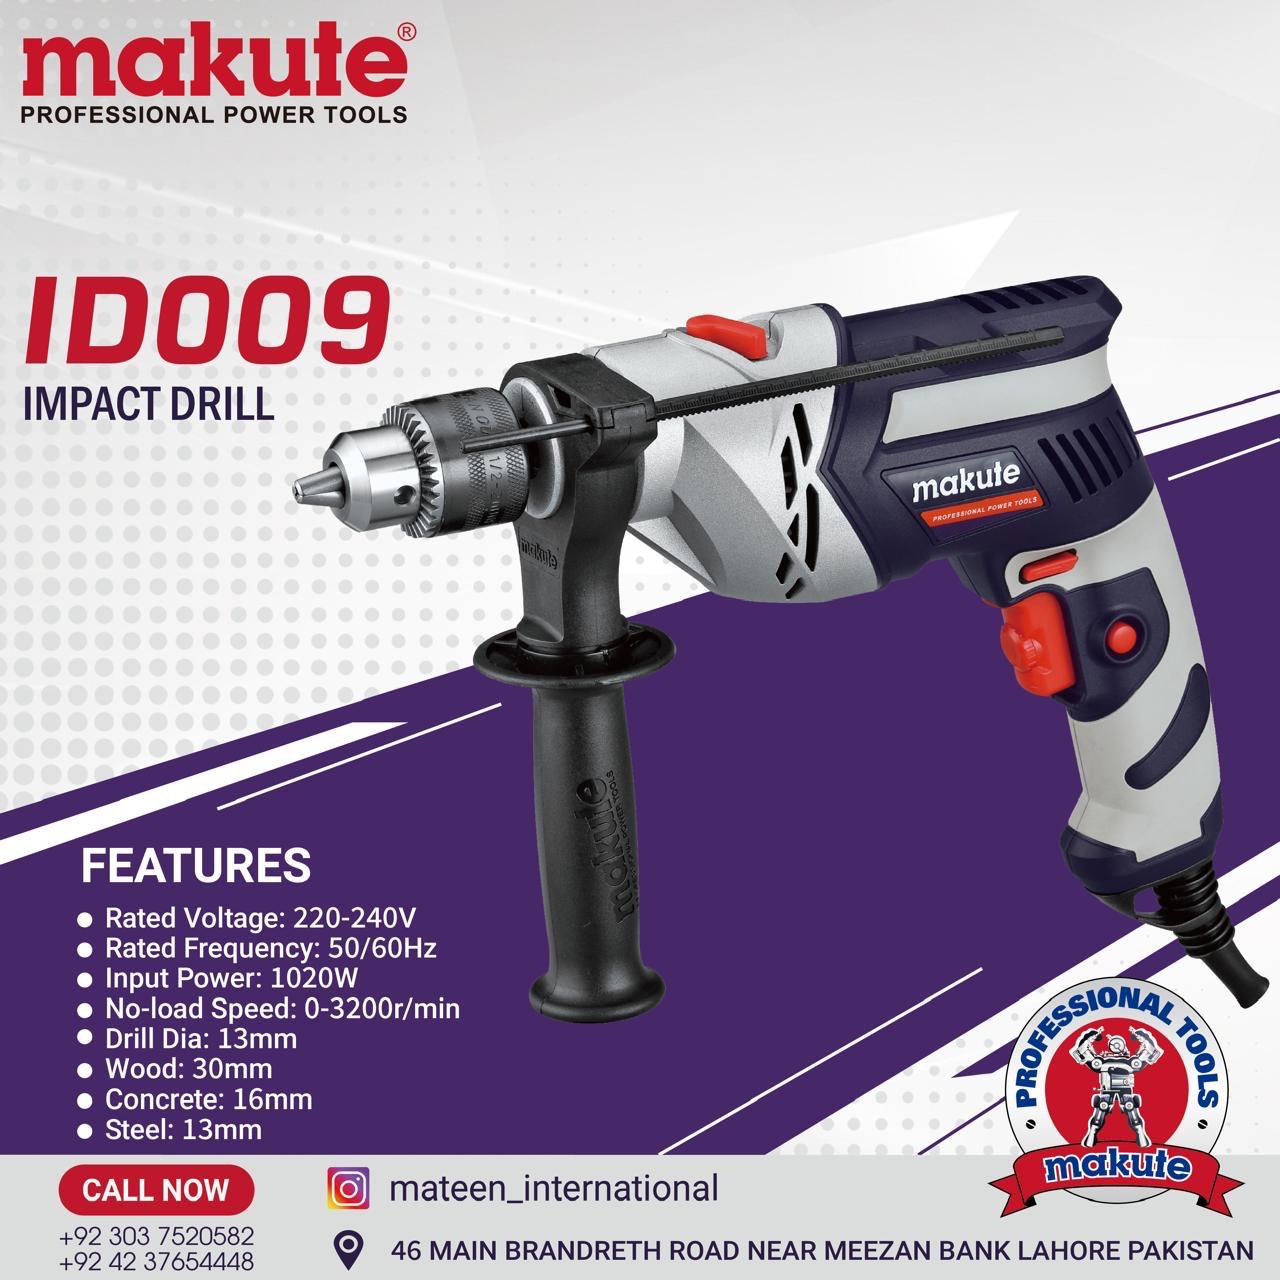 makute®
PROFESSIONAL POWER TOOLS
ID009
IMPACT DRILL
makute
PROFESSIONAL POWER TOOLS
makute
makute
PROFESSIONAL POWER TOOLS
FEATURES
Rated Voltage: 220-240V
Rated Frequency: 50/60Hz
Input Power: 1020W
No-load Speed: 0-3200r/min
Drill Dia: 13mm
Wood: 30mm
Concrete: 16mm
Steel: 13mm
PROFESSIONAL TOOLS
makute
CALL NOW
+92 303 7520582
+92 42 37654448
mateen_international
46 MAIN BRANDRETH ROAD NEAR MEEZAN BANK LAHORE PAKISTAN